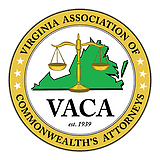 VIRGINIA ASSOCIATION OF
VACA
est. 1939
COMMONWEALTH'S ATTORNEYS